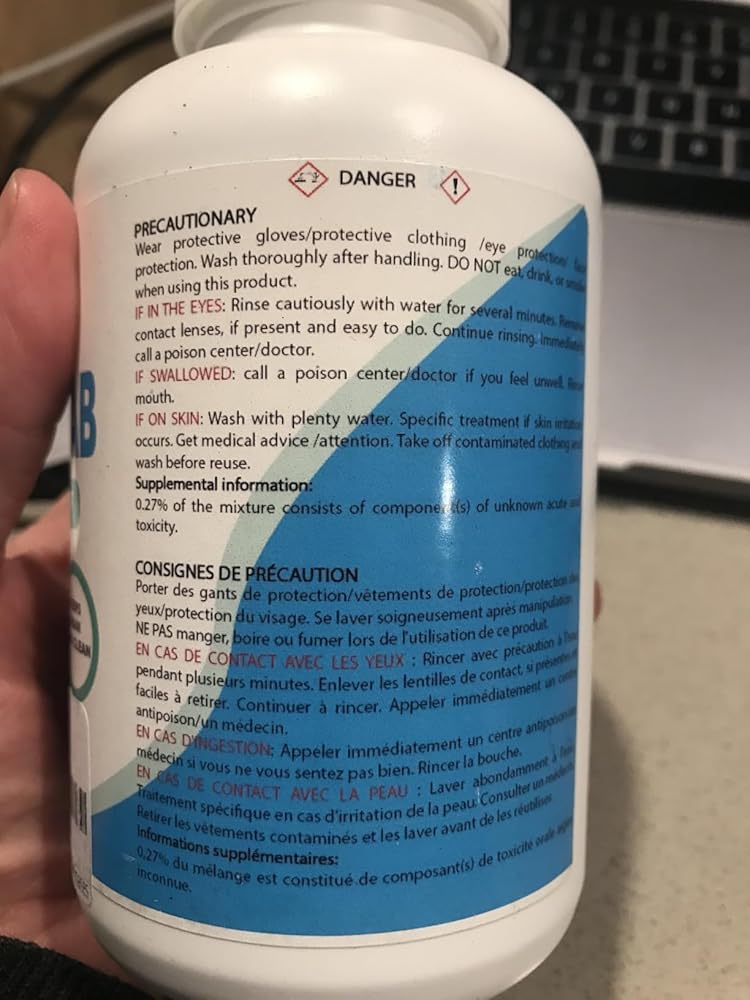 DANGER
PRECAUTIONARY
Wear protective gloves/protective clothing /eye protection/
protection. Wash thoroughly after handling. DO NOT eat, drink, or
when using this product.
IF IN THE EYES: Rinse cautiously with water for several minutes.
contact lenses, if present and easy to do. Continue rinsing. Immediately
call a poison center/doctor.
IF SWALLOWED: call a poison center/doctor if you feel unwell.
mouth.
IF ON SKIN: Wash with plenty water. Specific treatment if skin irritation
occurs. Get medical advice /attention. Take off contaminated clothing and
wash before reuse.
Supplemental information:
0.27% of the mixture consists of component(s) of unknown acute
toxicity.
CONSIGNES DE PRÉCAUTION
Porter des gants de protection/vêtements de protection/protection
yeux/protection du visage. Se laver soigneusement après manipulation.
NE PAS manger, boire ou fumer lors de l'utilisation de ce produit.
EN CAS DE CONTACT AVEC LES YEUX : Rincer avec précaution à
pendant plusieurs minutes. Enlever les lentilles de contact, si présentes
faciles à retirer. Continuer à rincer. Appeler immédiatement un
antipoison/un médecin.
EN CAS D'INGESTION: Appeler immédiatement un centre antipoison
médecin si vous ne vous sentez pas bien. Rincer la bouche.
EN CAS DE CONTACT AVEC LA PEAU : Laver abondamment à
Traitement spécifique en cas d'irritation de la peau. Consulter un médecin.
Retirer les vêtements contaminés et les laver avant de les réutiliser.
Informations supplémentaires:
0,27% du mélange est constitué de composant(s) de toxicité orale
inconnue.
B
CLEAN